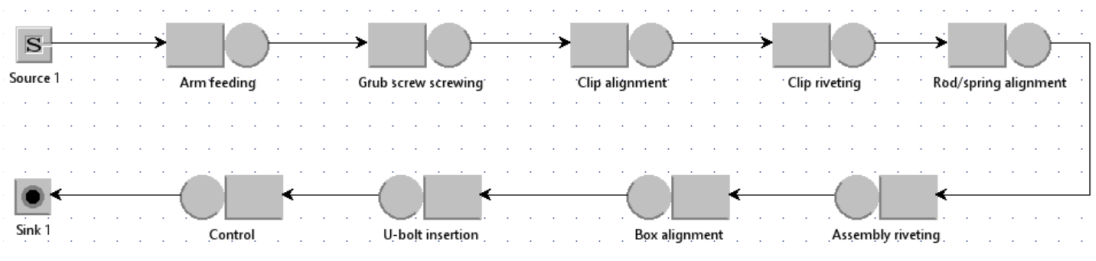 S
Source 1
Arm feeding
Grub screw screwing
Clip alignment
Clip riveting
Rod/spring alignment
Sink 1
Control
U-bolt insertion
Box alignment
Assembly riveting